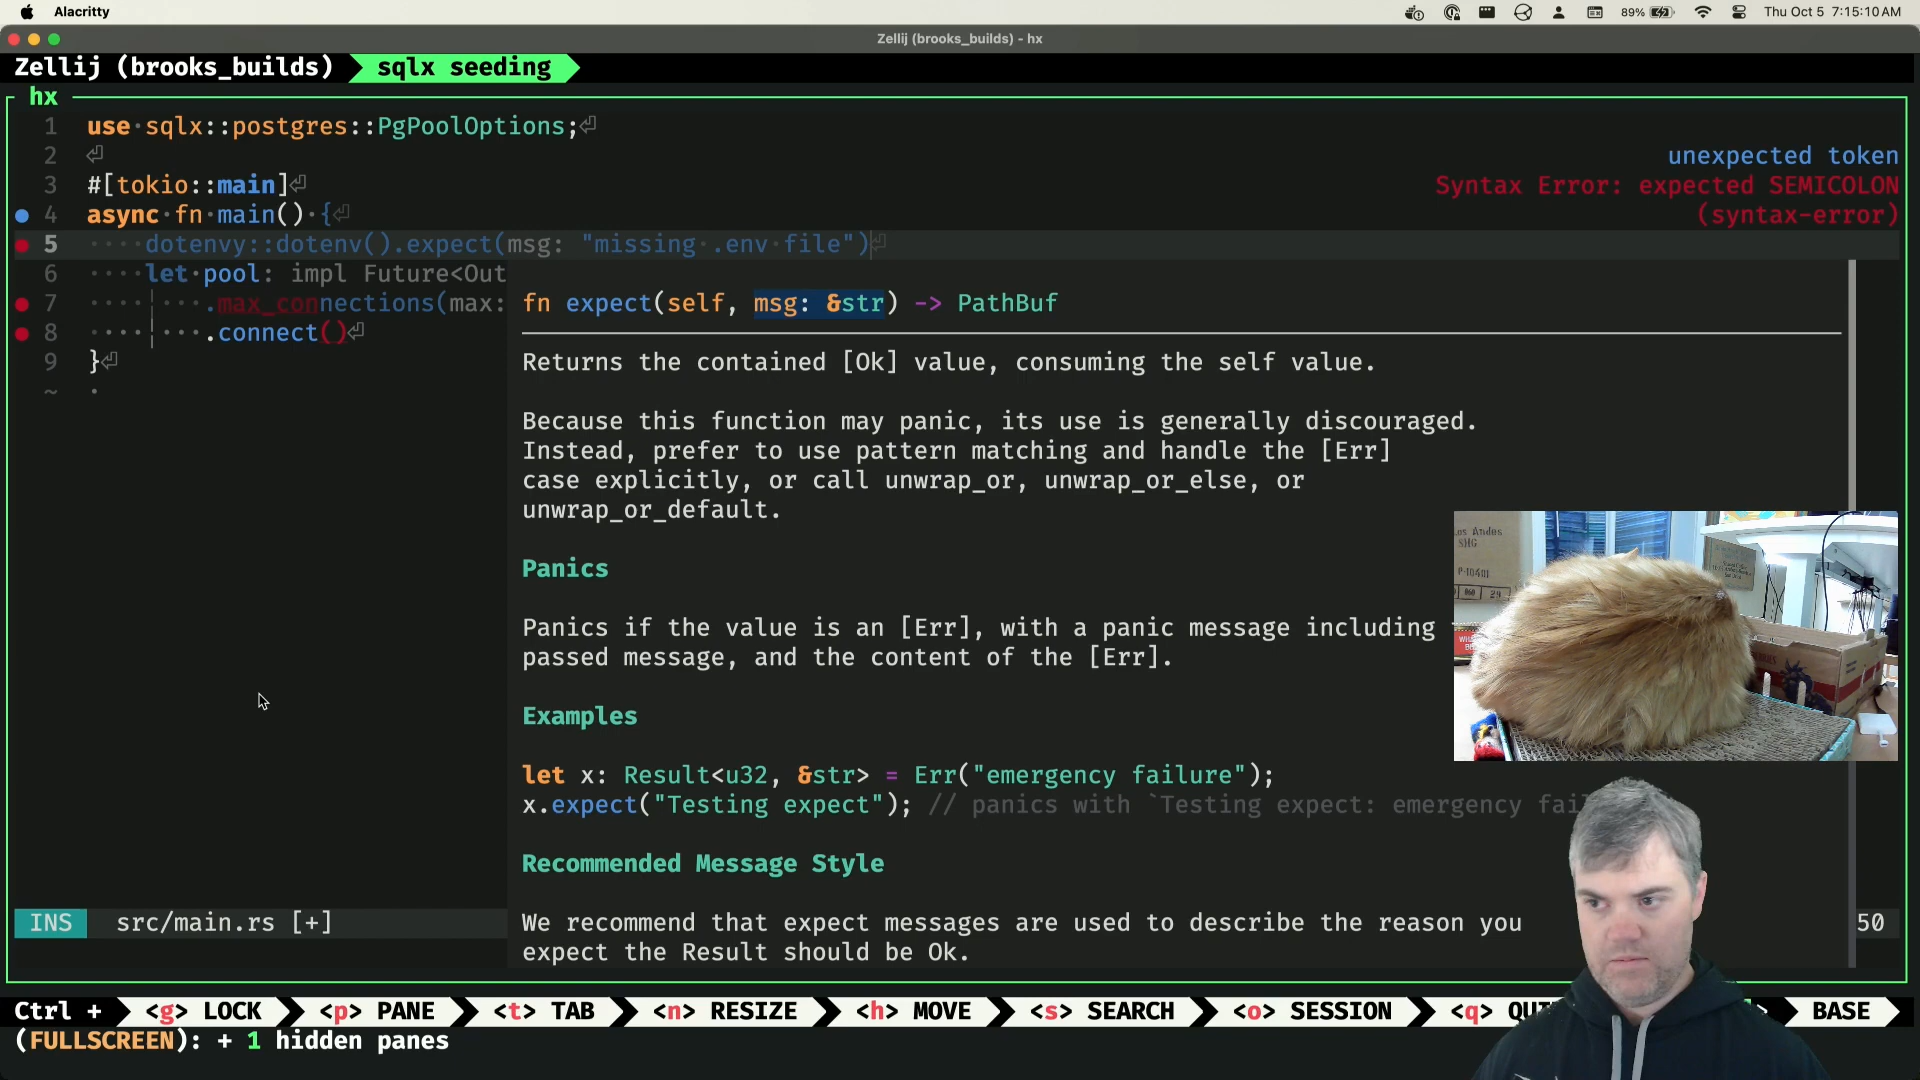 Alacritty
89%
Thu Oct 5 7:15:10 AM
Zellij (brooks_builds) - hx
Zellij (brooks_builds) sqlx seeding
hx
1 use·sqlx::postgres::PgPoolOptions;
2
unexpected token
3 #[tokio::main]
Syntax Error: expected SEMICOLON
4 async·fn·main()·{
(syntax-error)
5 ····dotenvy::dotenv().expect(msg: "missing·.env·file")
6 ····let·pool: impl Future<Out
7 ···.max_connections(max:
fn expect(self, msg: &str) -> PathBuf
8 ···.connect()
9 }
~
Returns the contained [Ok] value, consuming the self value.
Because this function may panic, its use is generally discouraged.
Instead, prefer to use pattern matching and handle the [Err]
case explicitly, or call unwrap_or, unwrap_or_else, or
unwrap_or_default.
Panics
Panics if the value is an [Err], with a panic message including
passed message, and the content of the [Err].
Examples
let x: Result<u32, &str> = Err("emergency failure");
x.expect("Testing expect"); // panics with `Testing expect: emergency fai
Recommended Message Style
We recommend that expect messages are used to describe the reason you
expect the Result should be Ok.
Los Andes
SHG
P-10401
INS src/main.rs [+]
50
Ctrl + <g> LOCK <p> PANE <t> TAB <n> RESIZE <h> MOVE <s> SEARCH <o> SESSION <q> QUI BASE
(FULLSCREEN): + 1 hidden panes